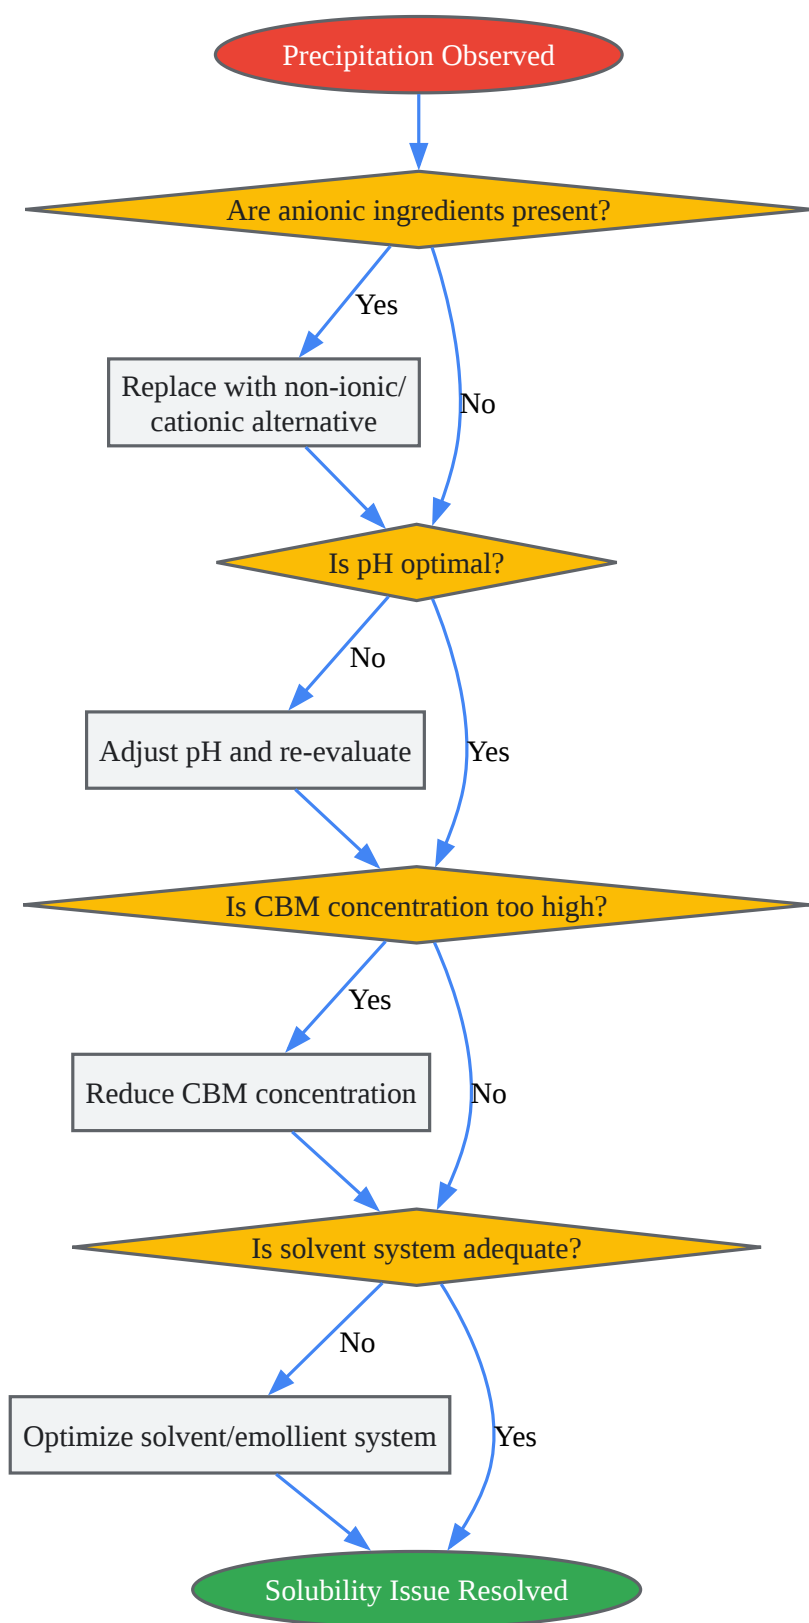 Precipitation Observed
Are anionic ingredients present?
Yes
Replace with non-ionic/
cationic alternative
No
Is pH optimal?
No
Adjust pH and re-evaluate
Yes
Is CBM concentration too high?
Yes
Reduce CBM concentration
No
Is solvent system adequate?
No
Optimize solvent/emollient system
Yes
Solubility Issue Resolved